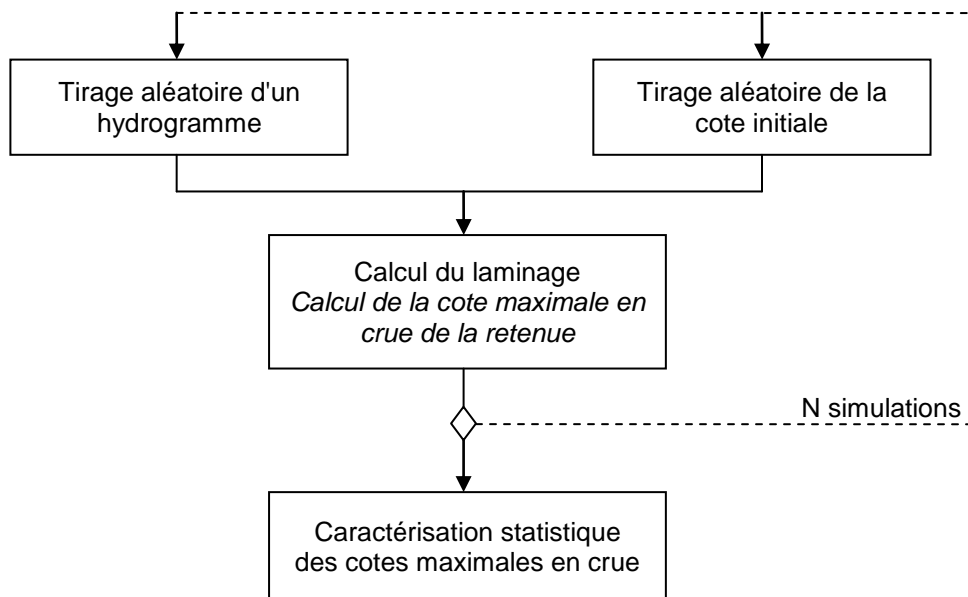 Tirage aléatoire d'un
hydrogramme
Tirage aléatoire de la
cote initiale
Calcul du laminage
Calcul de la cote maximale en
crue de la retenue
N simulations
Caractérisation statistique
des cotes maximales en crue